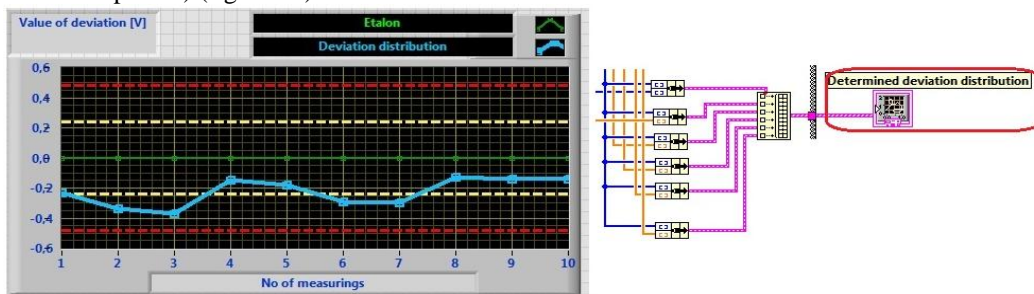 Value of deviation [V]
Etalon
Deviation distribution
0,6
0,4
0,2
0,0
-0,2
-0,4
-0,6
1 2 3 4 5 6 7 8 9 10
No of measurings
Determined deviation distribution